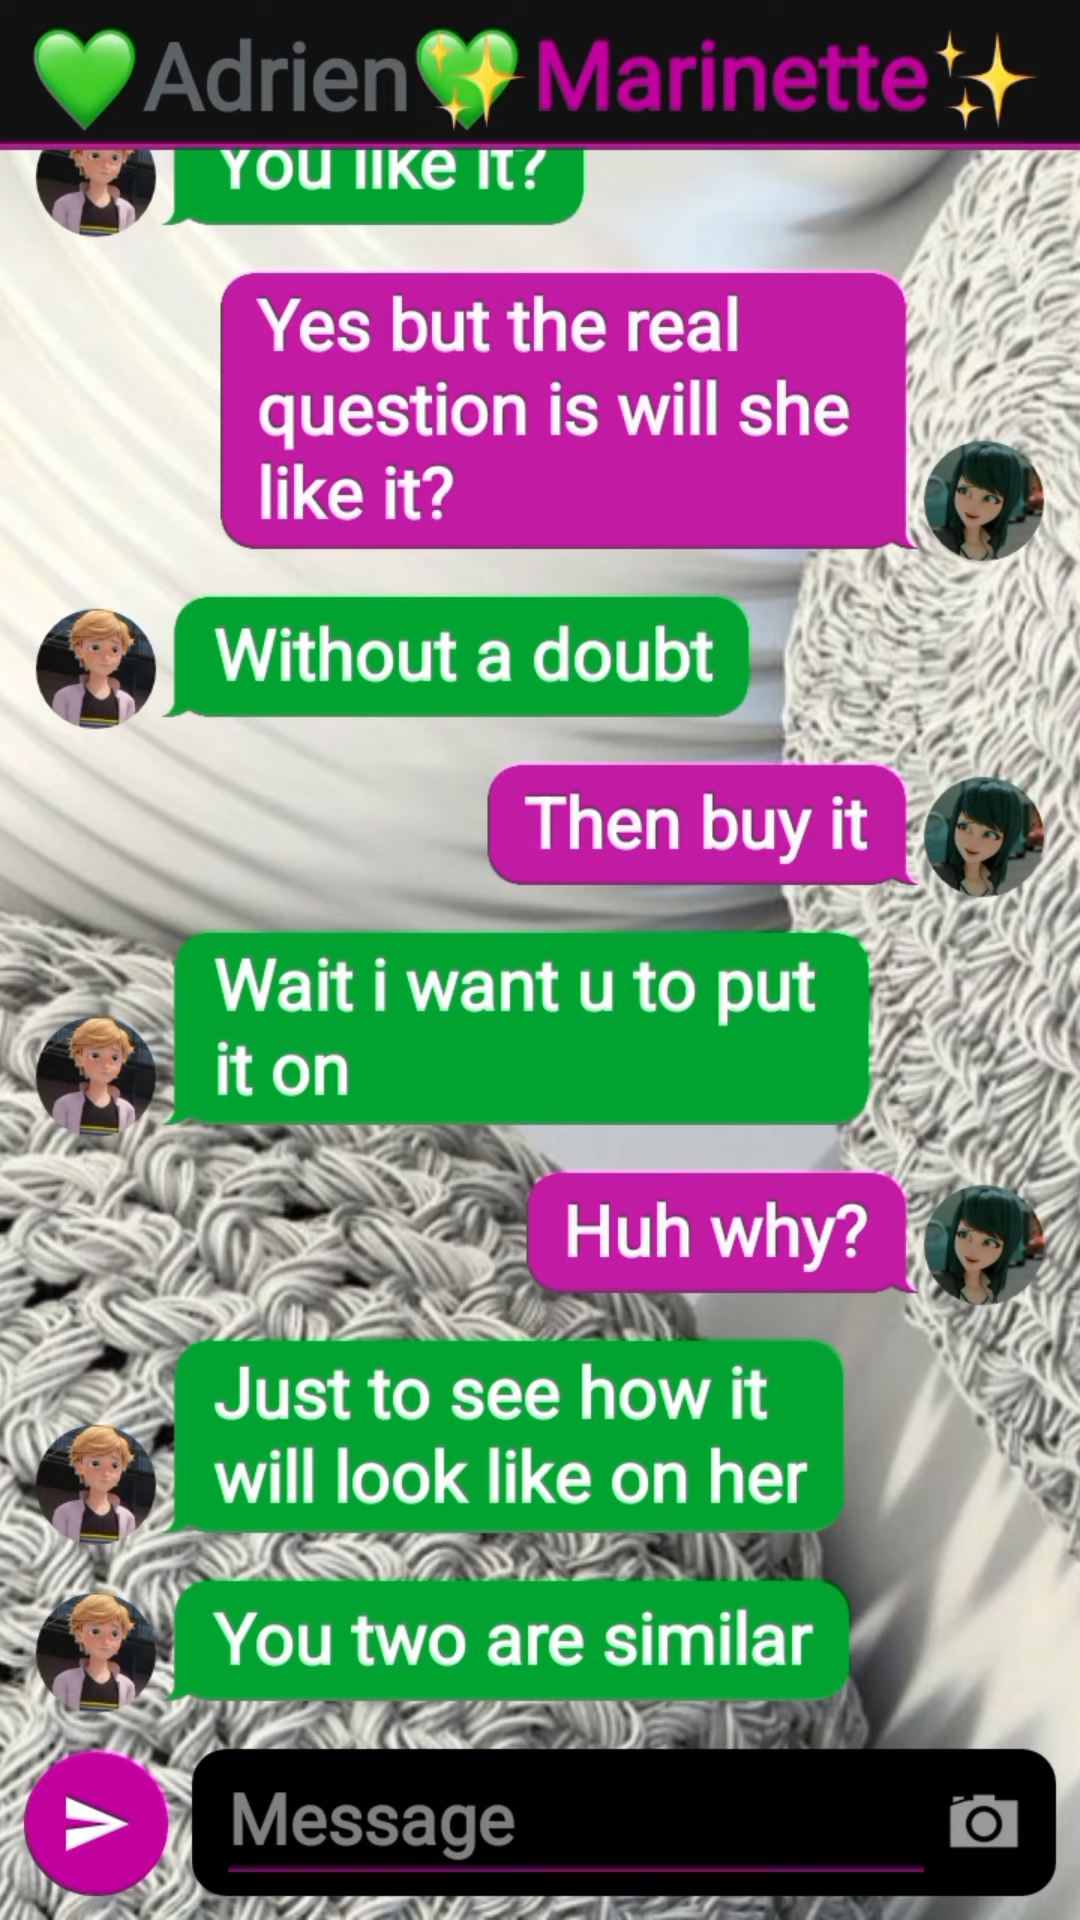 💚Adrien💚✨Marinette✨
You like it?
Yes but the real
question is will she
like it?
Without a doubt
Then buy it
Wait i want u to put
it on
Huh why?
Just to see how it
will look like on her
You two are similar
Message